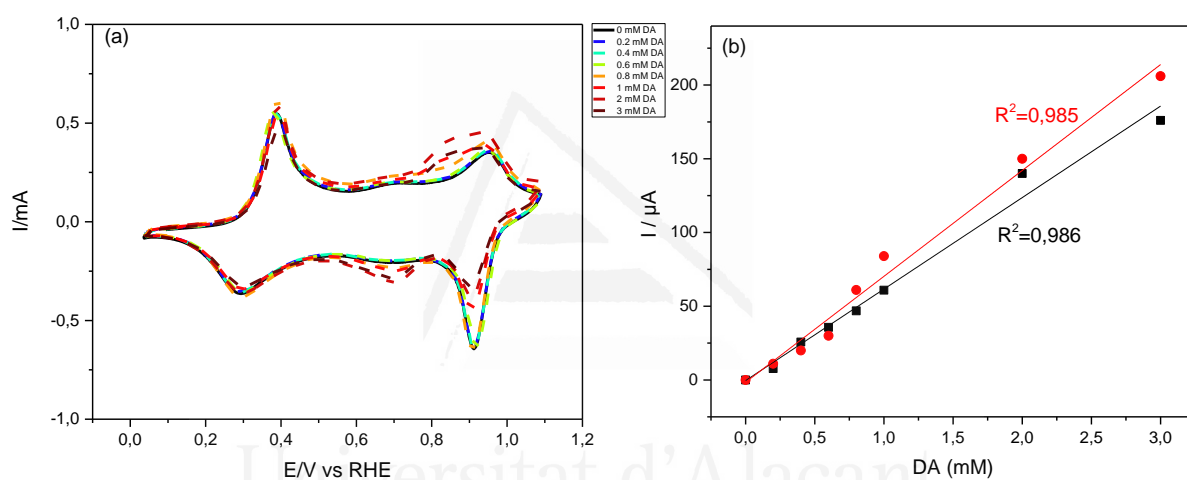 (a)
1,0
0,5
0,0
-0,5
-1,0
I/mA
0,0
0,2
0,4
0,6
0,8
1,0
1,2
E/V vs RHE
0 mM DA
0.2 mM DA
0.4 mM DA
0.6 mM DA
0.8 mM DA
1 mM DA
2 mM DA
3 mM DA
(b)
200
150
100
50
0
I / µA
R²=0,985
R²=0,986
0,0
0,5
1,0
1,5
2,0
2,5
3,0
DA (mM)
Universitat d'Alacant